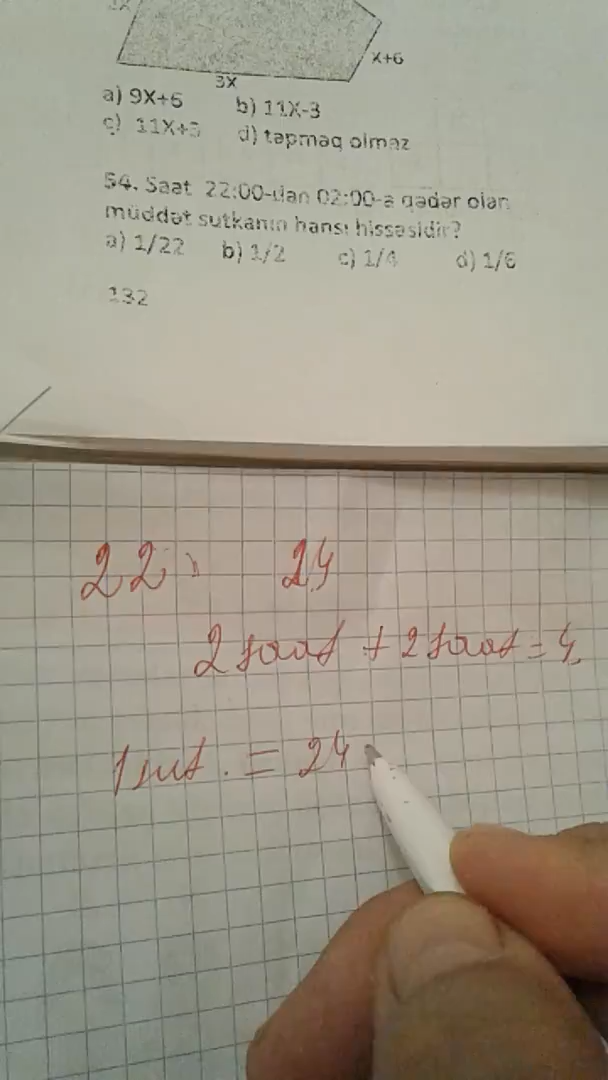 3X
x+6
3X
a) 9X+6 b) 11X-3
c) 11X+3 d) tapmaq olmaz
54. Saat 22:00-dan 02:00-a qədər olan
müddət sutkanın hansı hissəsidir?
a) 1/22 b) 1/2 c) 1/4 d) 1/6
132
22 24
2 saat + 2 saat = 4
1 sut. = 24